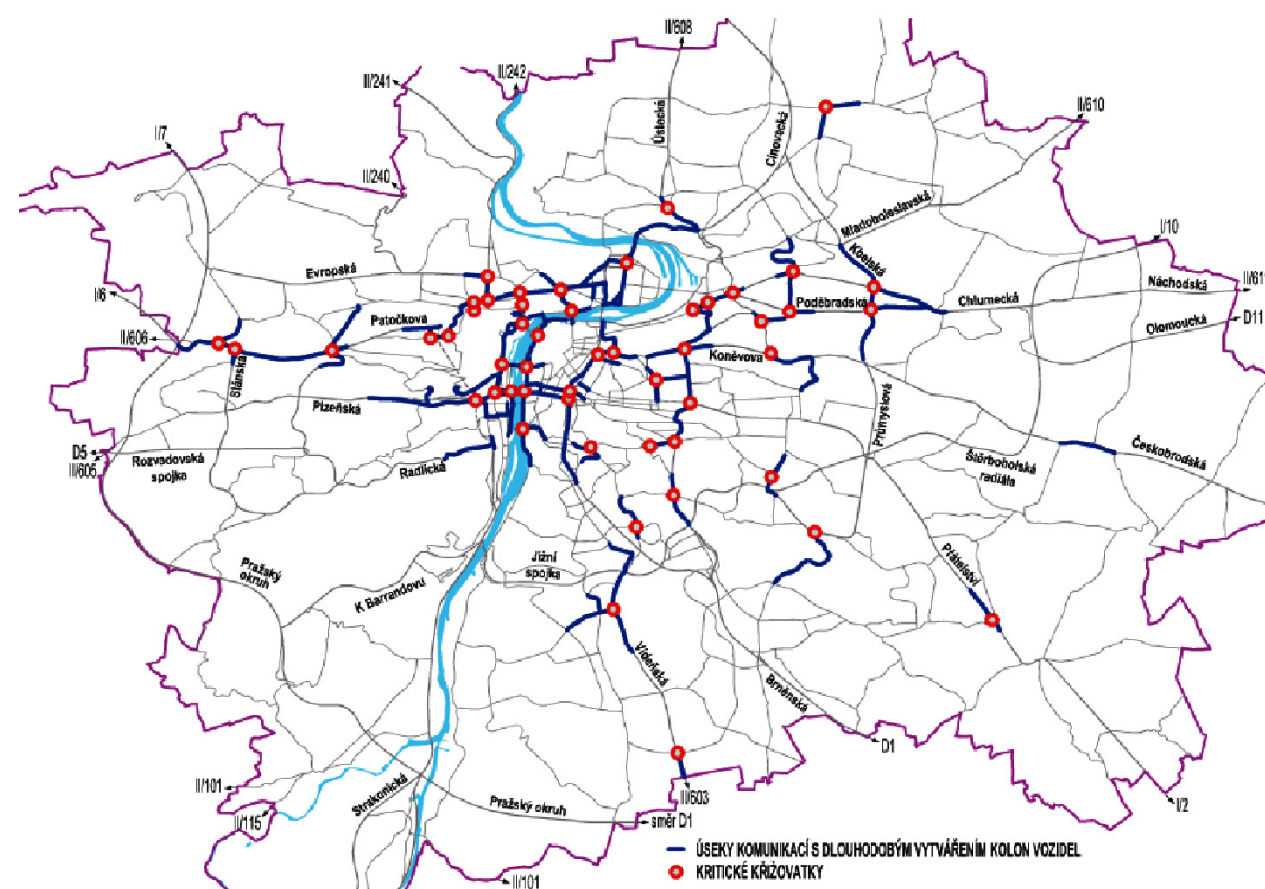 II/608
II/241
II/242
II/610
I/7
Ústecká
Cínovecká
II/240
Mladoboleslavská
I/10
Kbelská
Evropská
II/611
I/6
Náchodská
Poděbradská
Chlumecká
Patočkova
D11
Olomoucká
II/606
Koněvova
Slánská
Plzeňská
Průmyslová
Českobrodská
D5
Rozvadovská
spojka
III/605
Radlická
Štěrboholská
radiála
Jižní
spojka
Pražský
okruh
K Barrandovu
Přátelství
Vídeňská
Brněnská
D1
II/101
III/603
I/2
Strakonická
Pražský okruh
směr D1
II/115
II/101
ÚSEKY KOMUNIKACÍ S DLOUHODOBÝM VYTVÁŘENÍM KOLON VOZIDEL
KRITICKÉ KŘIŽOVATKY